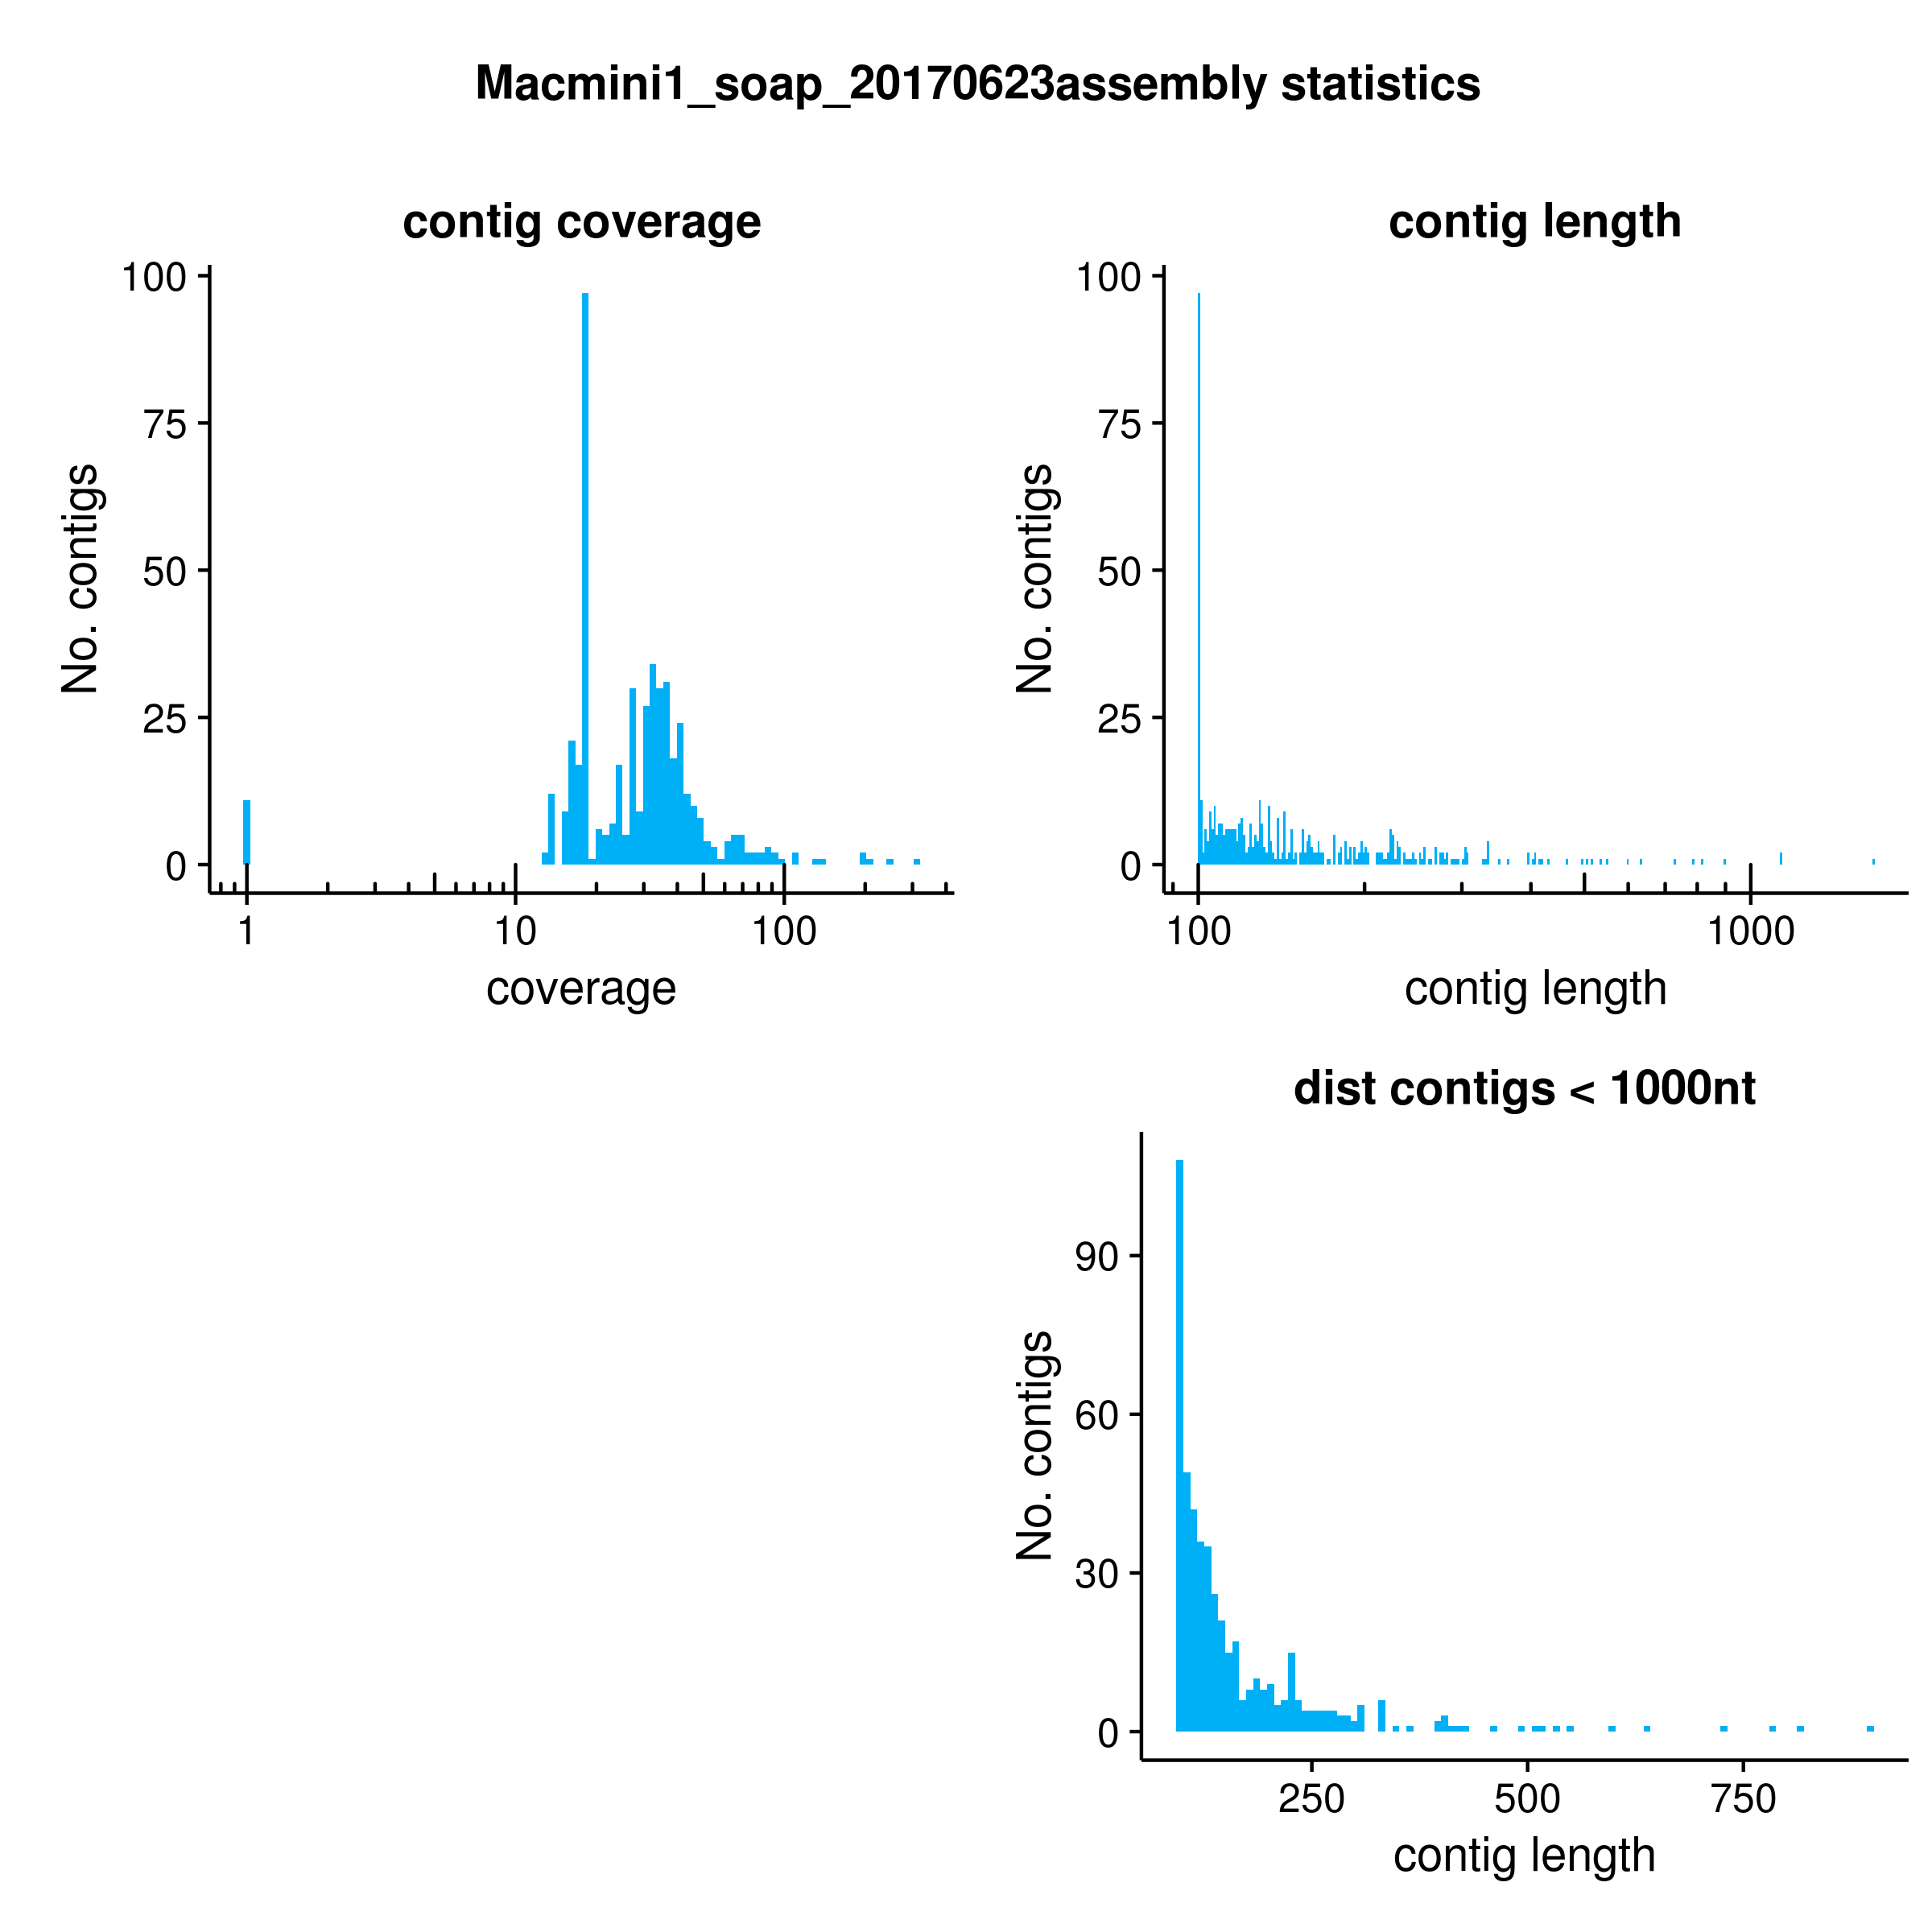 Macmini1_soap_20170623assembly statistics
contig coverage
100
75
50
25
0
No. contigs
1 10 100
coverage
contig length
100
75
50
25
0
No. contigs
100 1000
contig length
dist contigs < 1000nt
90
60
30
0
No. contigs
250 500 750
contig length